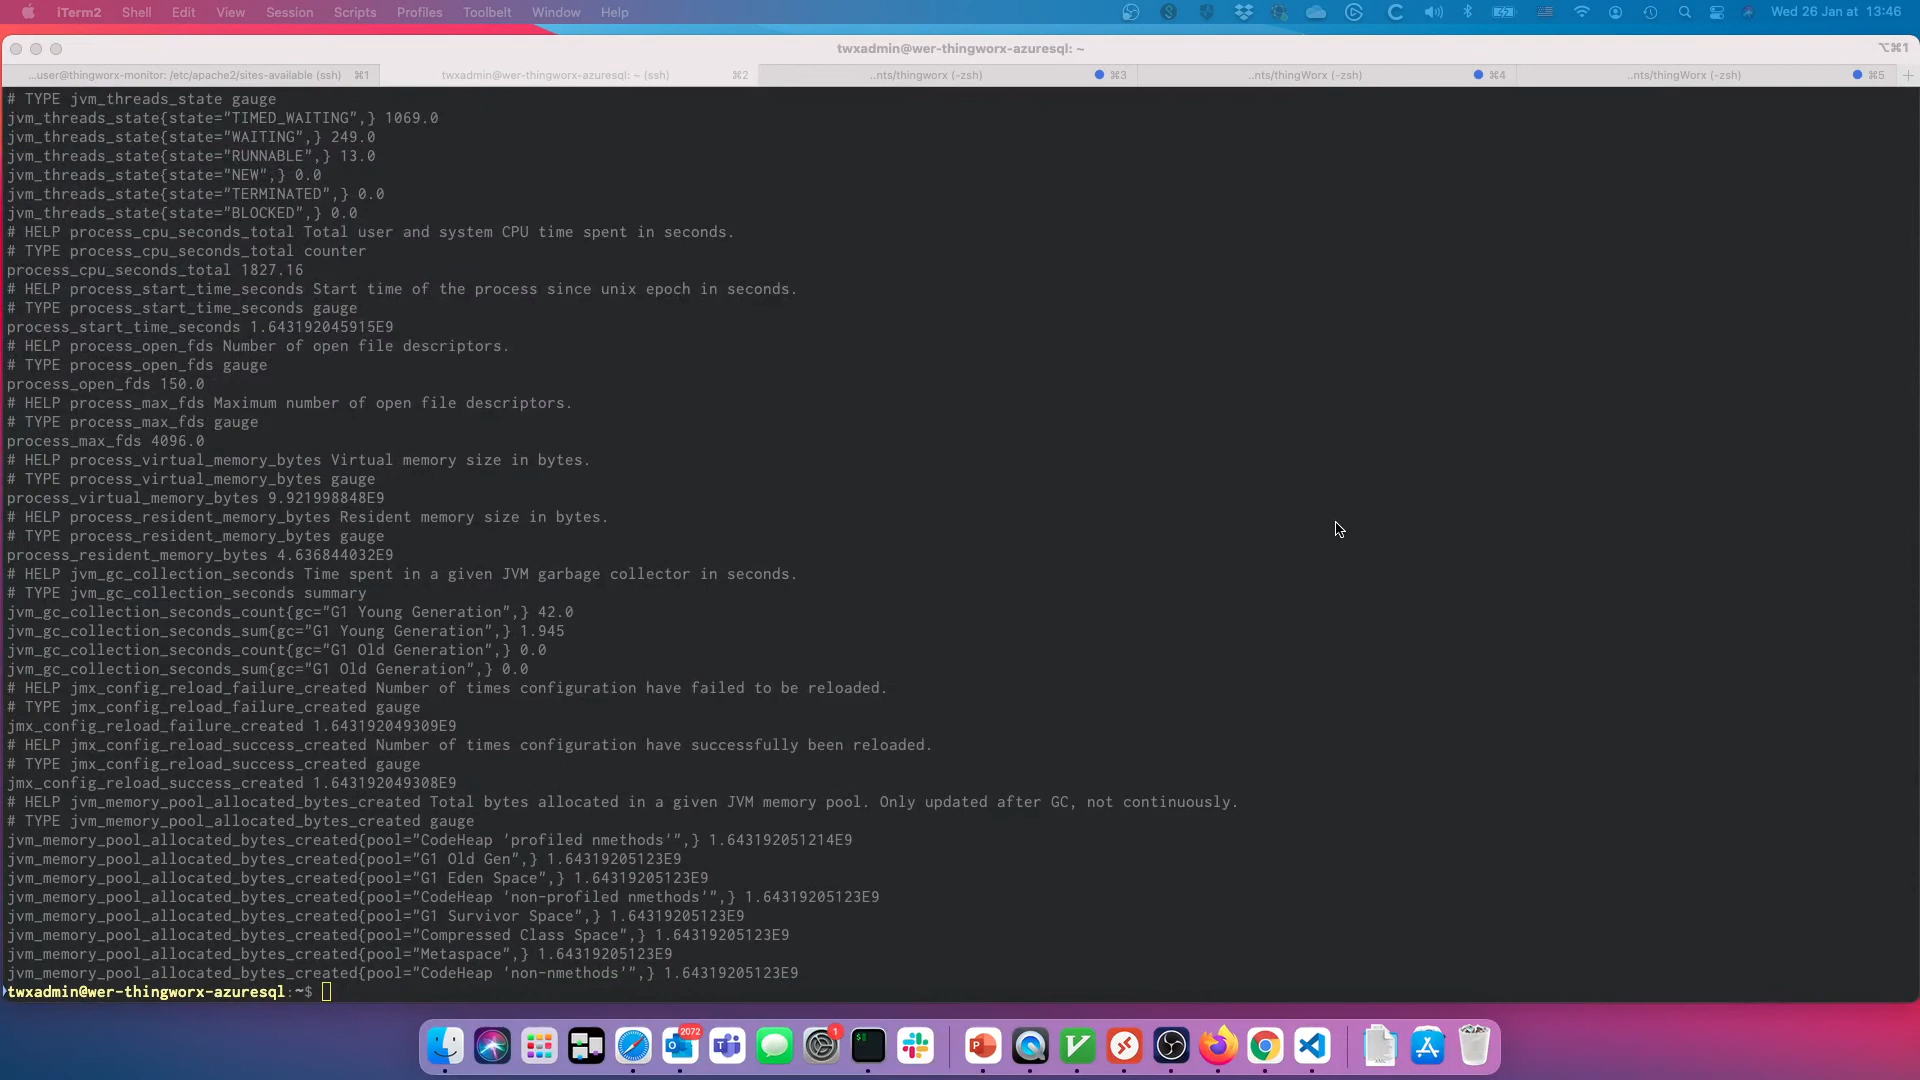 iTerm2 Shell Edit View Session Scripts Profiles Toolbelt Window Help Wed 26 Jan at 13:46
twxadmin@wer-thingworx-azuresql: ~ ⌥⌘1
...user@thingworx-monitor: /etc/apache2/sites-available (ssh) ⌘1 twxadmin@wer-thingworx-azuresql: ~ (ssh) ⌘2 ..nts/thingworx (-zsh) ⌘3 ..nts/thingWorx (-zsh) ⌘4 ..nts/thingWorx (-zsh) ⌘5
# TYPE jvm_threads_state gauge
jvm_threads_state{state="TIMED_WAITING",} 1069.0
jvm_threads_state{state="WAITING",} 249.0
jvm_threads_state{state="RUNNABLE",} 13.0
jvm_threads_state{state="NEW",} 0.0
jvm_threads_state{state="TERMINATED",} 0.0
jvm_threads_state{state="BLOCKED",} 0.0
# HELP process_cpu_seconds_total Total user and system CPU time spent in seconds.
# TYPE process_cpu_seconds_total counter
process_cpu_seconds_total 1827.16
# HELP process_start_time_seconds Start time of the process since unix epoch in seconds.
# TYPE process_start_time_seconds gauge
process_start_time_seconds 1.643192045915E9
# HELP process_open_fds Number of open file descriptors.
# TYPE process_open_fds gauge
process_open_fds 150.0
# HELP process_max_fds Maximum number of open file descriptors.
# TYPE process_max_fds gauge
process_max_fds 4096.0
# HELP process_virtual_memory_bytes Virtual memory size in bytes.
# TYPE process_virtual_memory_bytes gauge
process_virtual_memory_bytes 9.921998848E9
# HELP process_resident_memory_bytes Resident memory size in bytes.
# TYPE process_resident_memory_bytes gauge
process_resident_memory_bytes 4.636844032E9
# HELP jvm_gc_collection_seconds Time spent in a given JVM garbage collector in seconds.
# TYPE jvm_gc_collection_seconds summary
jvm_gc_collection_seconds_count{gc="G1 Young Generation",} 42.0
jvm_gc_collection_seconds_sum{gc="G1 Young Generation",} 1.945
jvm_gc_collection_seconds_count{gc="G1 Old Generation",} 0.0
jvm_gc_collection_seconds_sum{gc="G1 Old Generation",} 0.0
# HELP jmx_config_reload_failure_created Number of times configuration have failed to be reloaded.
# TYPE jmx_config_reload_failure_created gauge
jmx_config_reload_failure_created 1.643192049309E9
# HELP jmx_config_reload_success_created Number of times configuration have successfully been reloaded.
# TYPE jmx_config_reload_success_created gauge
jmx_config_reload_success_created 1.643192049308E9
# HELP jvm_memory_pool_allocated_bytes_created Total bytes allocated in a given JVM memory pool. Only updated after GC, not continuously.
# TYPE jvm_memory_pool_allocated_bytes_created gauge
jvm_memory_pool_allocated_bytes_created{pool="CodeHeap 'profiled nmethods'",} 1.643192051214E9
jvm_memory_pool_allocated_bytes_created{pool="G1 Old Gen",} 1.64319205123E9
jvm_memory_pool_allocated_bytes_created{pool="G1 Eden Space",} 1.64319205123E9
jvm_memory_pool_allocated_bytes_created{pool="CodeHeap 'non-profiled nmethods'",} 1.64319205123E9
jvm_memory_pool_allocated_bytes_created{pool="G1 Survivor Space",} 1.64319205123E9
jvm_memory_pool_allocated_bytes_created{pool="Compressed Class Space",} 1.64319205123E9
jvm_memory_pool_allocated_bytes_created{pool="Metaspace",} 1.64319205123E9
jvm_memory_pool_allocated_bytes_created{pool="CodeHeap 'non-nmethods'",} 1.64319205123E9
twxadmin@wer-thingworx-azuresql:~$
2072 1